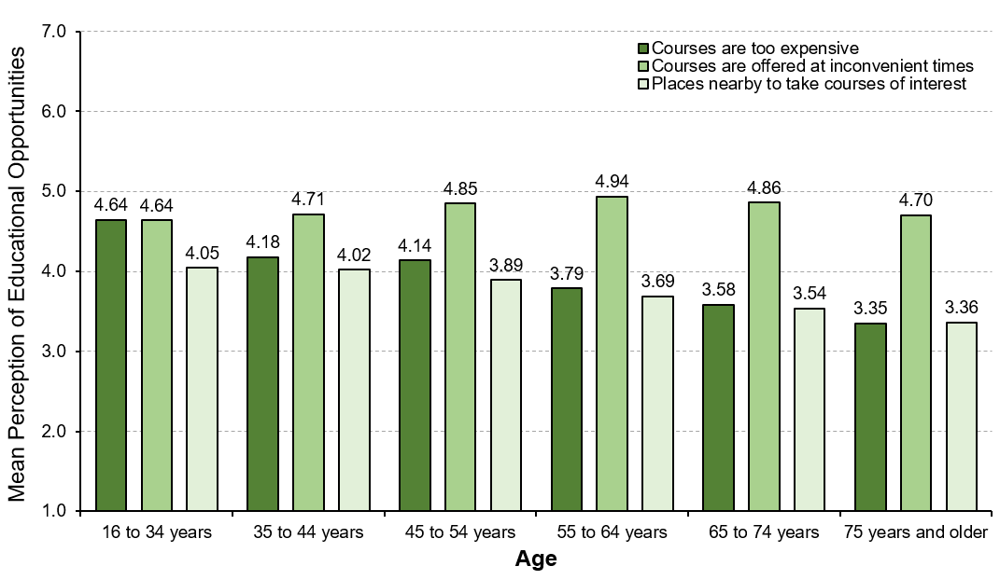 Mean Perception of Educational Opportunities
7.0
6.0
5.0
4.0
3.0
2.0
1.0
Courses are too expensive
Courses are offered at inconvenient times
Places nearby to take courses of interest
4.64 4.64 4.05
4.18 4.71 4.02
4.14 4.85 3.89
3.79 4.94 3.69
3.58 4.86 3.54
3.35 4.70 3.36
16 to 34 years
35 to 44 years
45 to 54 years
55 to 64 years
65 to 74 years
75 years and older
Age